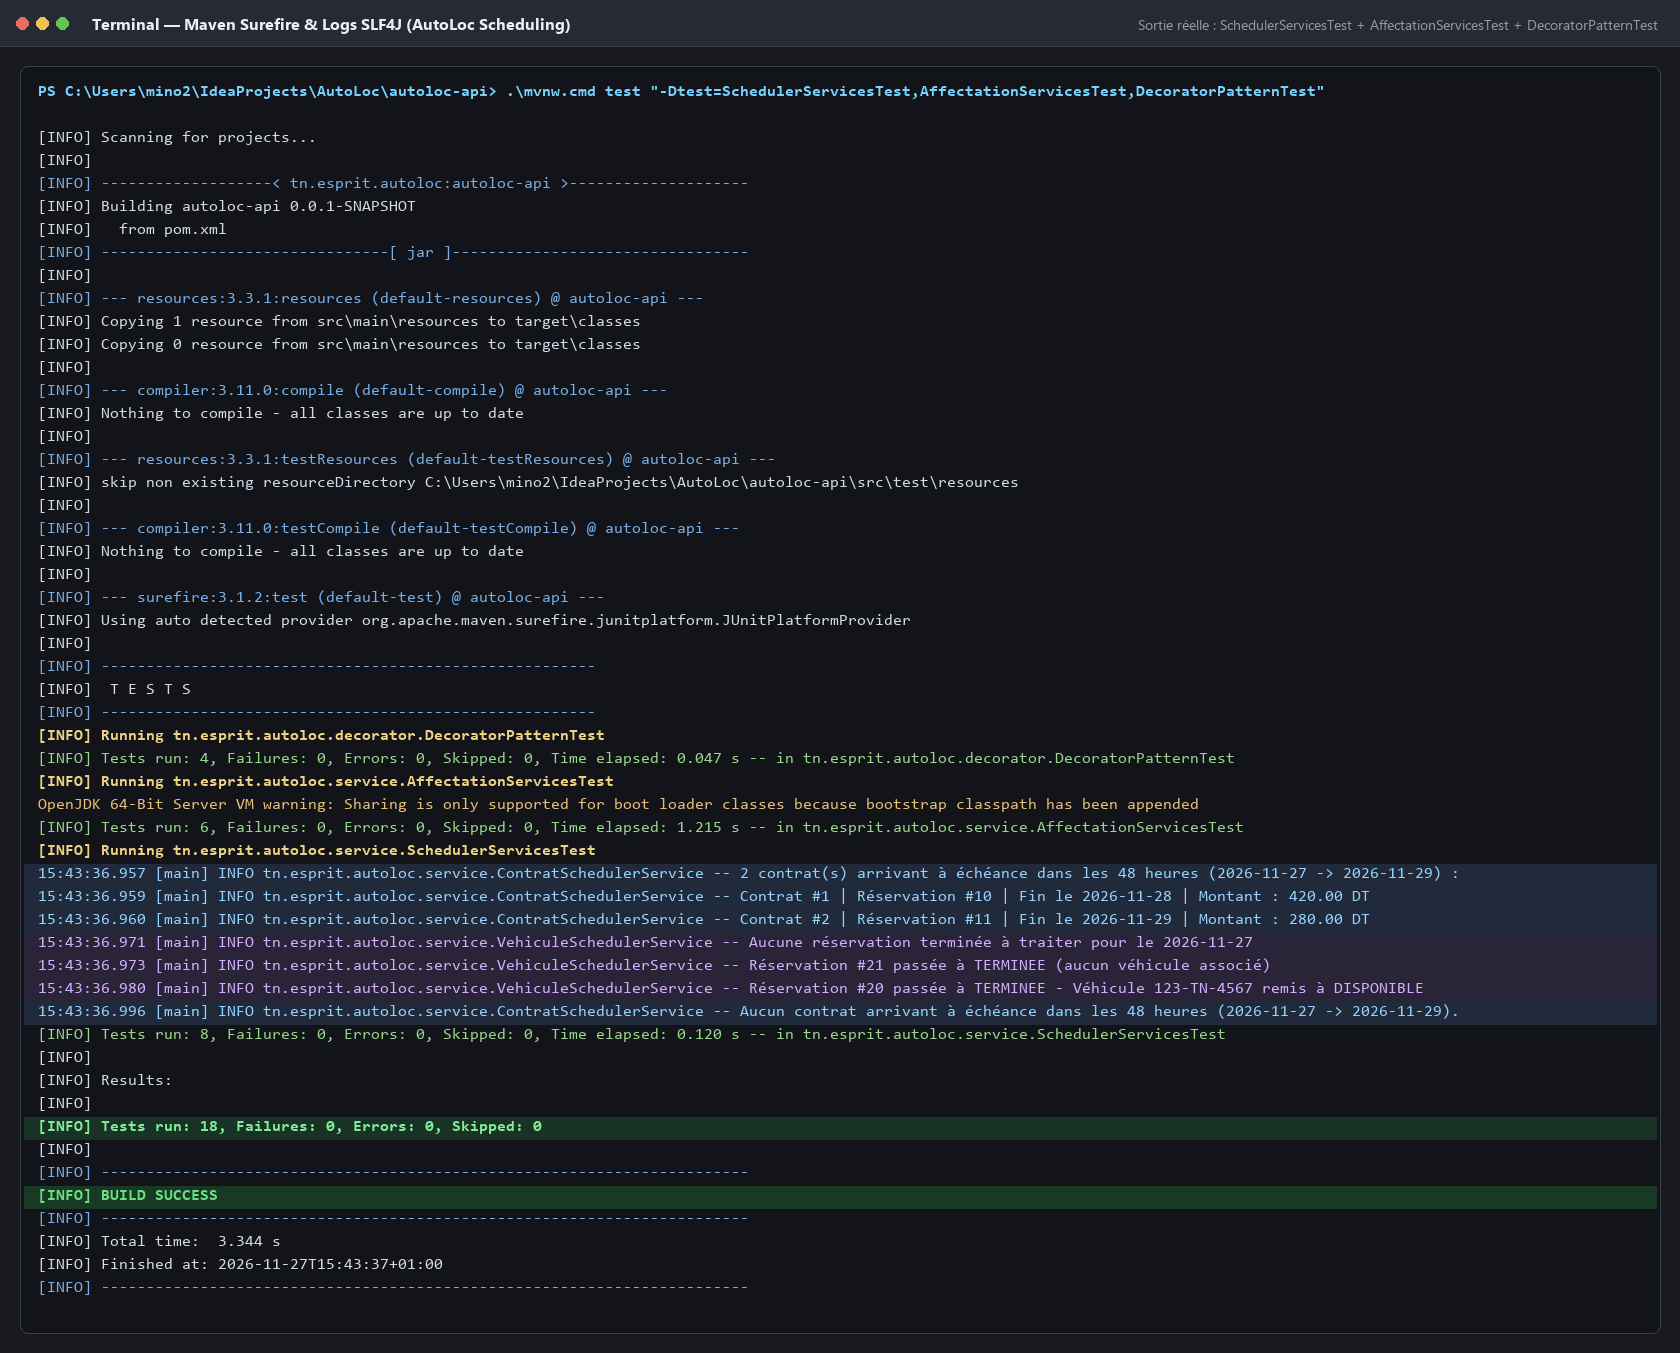 Terminal — Maven Surefire & Logs SLF4J (AutoLoc Scheduling)
Sortie réelle : SchedulerServicesTest + AffectationServicesTest + DecoratorPatternTest
PS C:\Users\mino2\IdeaProjects\AutoLoc\autoloc-api> .\mvnw.cmd test "-Dtest=SchedulerServicesTest,AffectationServicesTest,DecoratorPatternTest"
[INFO] Scanning for projects...
[INFO]
[INFO] -------------------< tn.esprit.autoloc:autoloc-api >--------------------
[INFO] Building autoloc-api 0.0.1-SNAPSHOT
[INFO]   from pom.xml
[INFO] --------------------------------[ jar ]---------------------------------
[INFO]
[INFO] --- resources:3.3.1:resources (default-resources) @ autoloc-api ---
[INFO] Copying 1 resource from src\main\resources to target\classes
[INFO] Copying 0 resource from src\main\resources to target\classes
[INFO]
[INFO] --- compiler:3.11.0:compile (default-compile) @ autoloc-api ---
[INFO] Nothing to compile - all classes are up to date
[INFO]
[INFO] --- resources:3.3.1:testResources (default-testResources) @ autoloc-api ---
[INFO] skip non existing resourceDirectory C:\Users\mino2\IdeaProjects\AutoLoc\autoloc-api\src\test\resources
[INFO]
[INFO] --- compiler:3.11.0:testCompile (default-testCompile) @ autoloc-api ---
[INFO] Nothing to compile - all classes are up to date
[INFO]
[INFO] --- surefire:3.1.2:test (default-test) @ autoloc-api ---
[INFO] Using auto detected provider org.apache.maven.surefire.junitplatform.JUnitPlatformProvider
[INFO]
[INFO] -------------------------------------------------------
[INFO]  T E S T S
[INFO] -------------------------------------------------------
[INFO] Running tn.esprit.autoloc.decorator.DecoratorPatternTest
[INFO] Tests run: 4, Failures: 0, Errors: 0, Skipped: 0, Time elapsed: 0.047 s -- in tn.esprit.autoloc.decorator.DecoratorPatternTest
[INFO] Running tn.esprit.autoloc.service.AffectationServicesTest
OpenJDK 64-Bit Server VM warning: Sharing is only supported for boot loader classes because bootstrap classpath has been appended
[INFO] Tests run: 6, Failures: 0, Errors: 0, Skipped: 0, Time elapsed: 1.215 s -- in tn.esprit.autoloc.service.AffectationServicesTest
[INFO] Running tn.esprit.autoloc.service.SchedulerServicesTest
15:43:36.957 [main] INFO tn.esprit.autoloc.service.ContratSchedulerService -- 2 contrat(s) arrivant à échéance dans les 48 heures (2026-11-27 -> 2026-11-29) :
15:43:36.959 [main] INFO tn.esprit.autoloc.service.ContratSchedulerService -- Contrat #1 | Réservation #10 | Fin le 2026-11-28 | Montant : 420.00 DT
15:43:36.960 [main] INFO tn.esprit.autoloc.service.ContratSchedulerService -- Contrat #2 | Réservation #11 | Fin le 2026-11-29 | Montant : 280.00 DT
15:43:36.971 [main] INFO tn.esprit.autoloc.service.VehiculeSchedulerService -- Aucune réservation terminée à traiter pour le 2026-11-27
15:43:36.973 [main] INFO tn.esprit.autoloc.service.VehiculeSchedulerService -- Réservation #21 passée à TERMINEE (aucun véhicule associé)
15:43:36.980 [main] INFO tn.esprit.autoloc.service.VehiculeSchedulerService -- Réservation #20 passée à TERMINEE - Véhicule 123-TN-4567 remis à DISPONIBLE
15:43:36.996 [main] INFO tn.esprit.autoloc.service.ContratSchedulerService -- Aucun contrat arrivant à échéance dans les 48 heures (2026-11-27 -> 2026-11-29).
[INFO] Tests run: 8, Failures: 0, Errors: 0, Skipped: 0, Time elapsed: 0.120 s -- in tn.esprit.autoloc.service.SchedulerServicesTest
[INFO]
[INFO] Results:
[INFO]
[INFO] Tests run: 18, Failures: 0, Errors: 0, Skipped: 0
[INFO]
[INFO] ------------------------------------------------------------------------
[INFO] BUILD SUCCESS
[INFO] ------------------------------------------------------------------------
[INFO] Total time:  3.344 s
[INFO] Finished at: 2026-11-27T15:43:37+01:00
[INFO] ------------------------------------------------------------------------